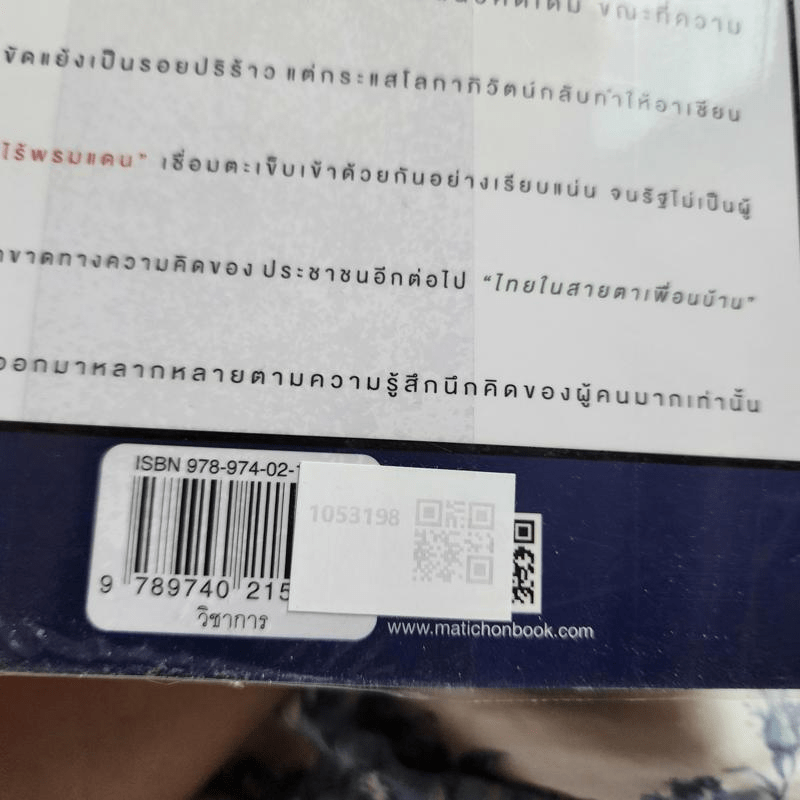 ขณะที่ความ
ขัดแย้งเป็นรอยปริร้าว แต่กระแสโลกาภิวัตน์กลับทำให้อาเซียน
ไร้พรมแดน” เชื่อมตะเข็บเข้าด้วยกันอย่างเรียบแน่น จนรัฐไม่เป็นผู้
ขาดทางความคิดของ ประชาชนอีกต่อไป “ไทยในสายตาเพื่อนบ้าน”
ออกมาหลากหลายตามความรู้สึกนึกคิดของผู้คนมากเท่านั้น
ISBN 978-974-02-1
1053198
9 789740 215
วิชาการ
www.matichonbook.com